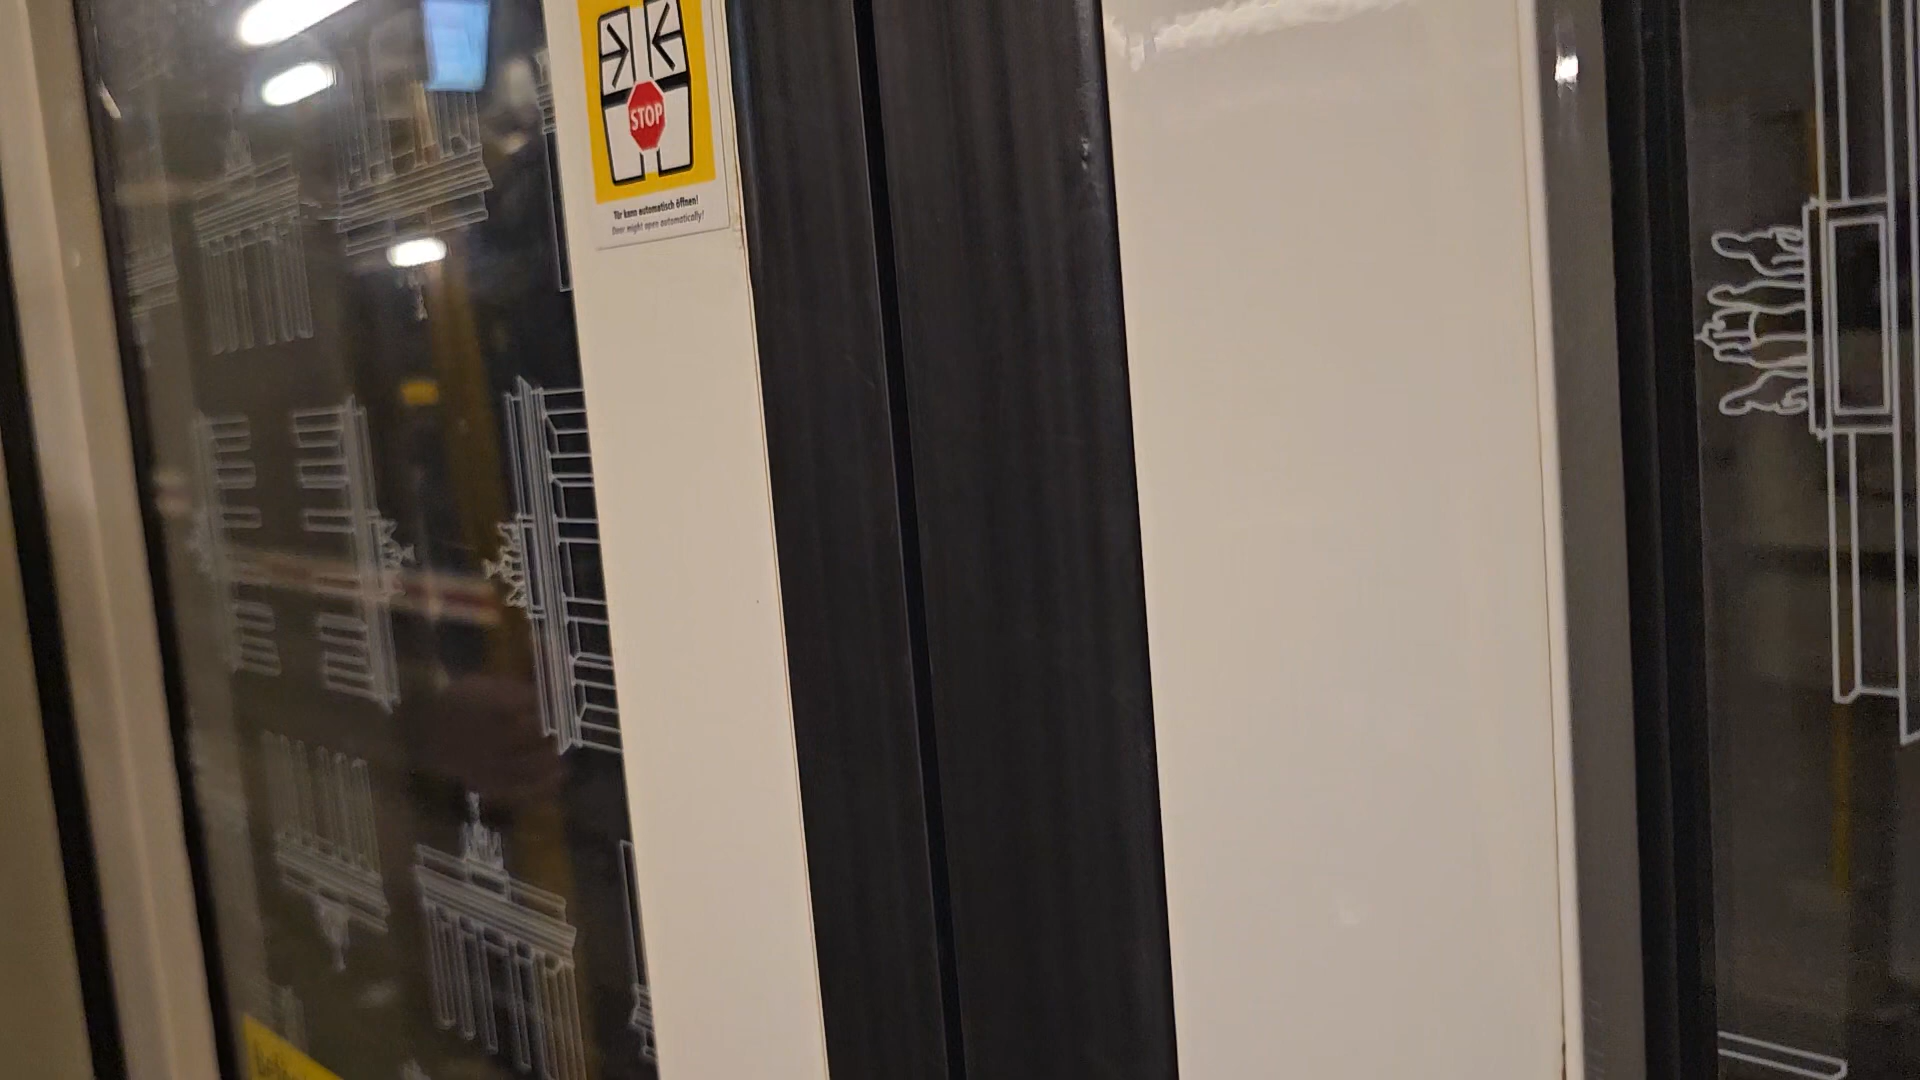 STOP
Tür kann automatisch öffnen!
Door might open automatically!